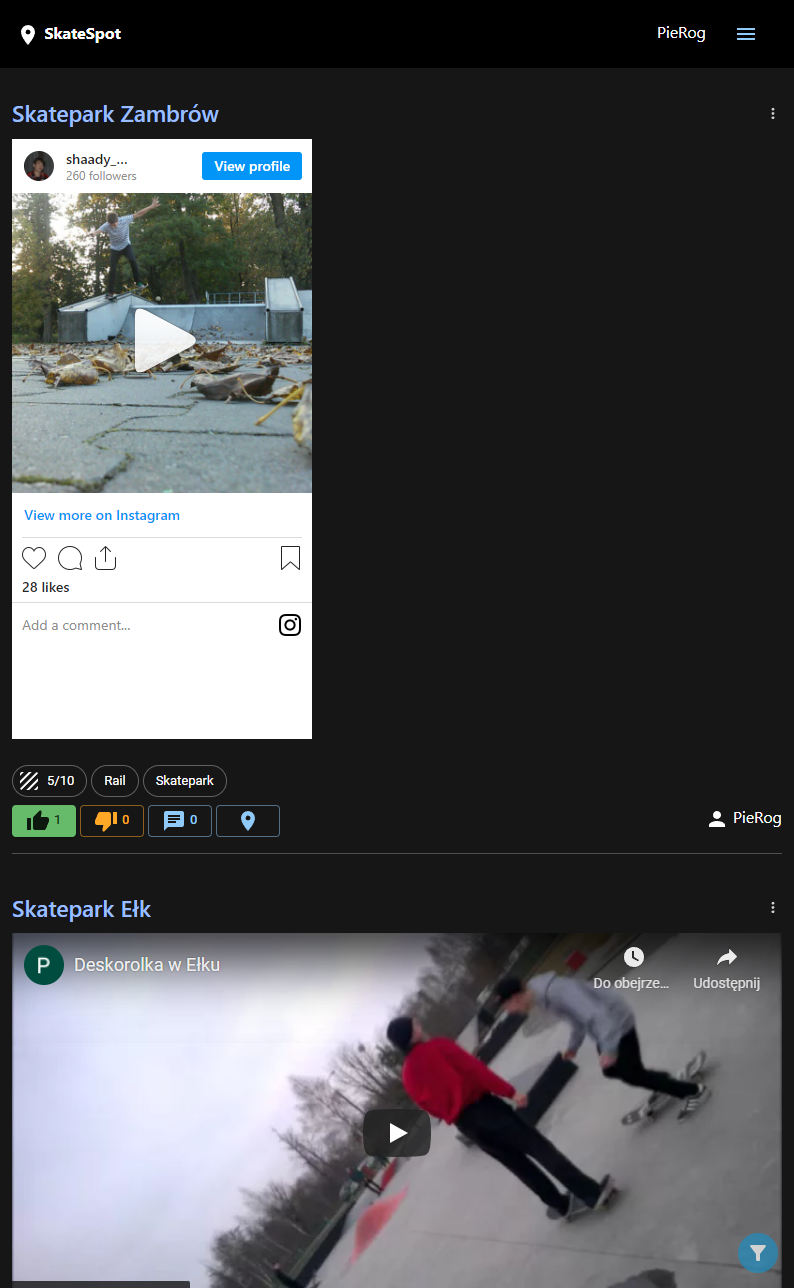 SkateSpot
PieRog
Skatepark Zambrów
shaady_...
260 followers
View profile
View more on Instagram
28 likes
Add a comment...
5/10
Rail
Skatepark
1
0
0
PieRog
Skatepark Ełk
P
Deskorolka w Ełku
Do obejrze...
Udostępnij